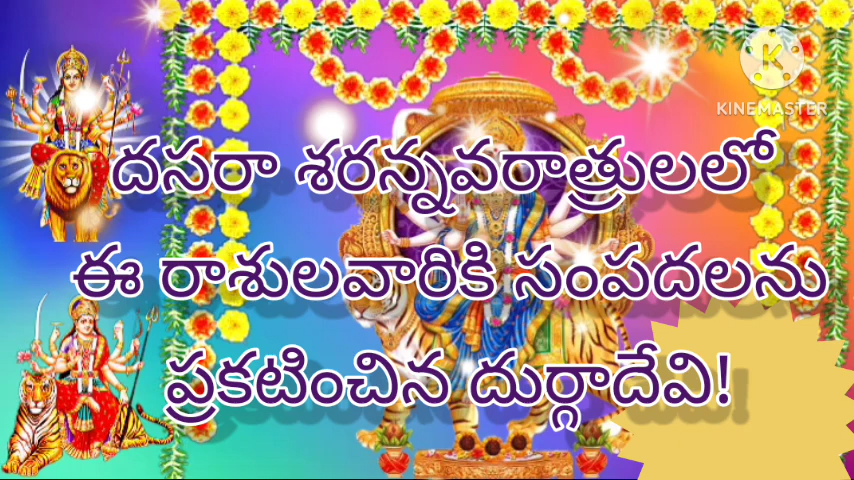 KINEMASTER
దసరా శరన్నవరాత్రులలో
ఈ రాశులవారికి సంపదలను
ప్రకటించిన దుర్గాదేవి!